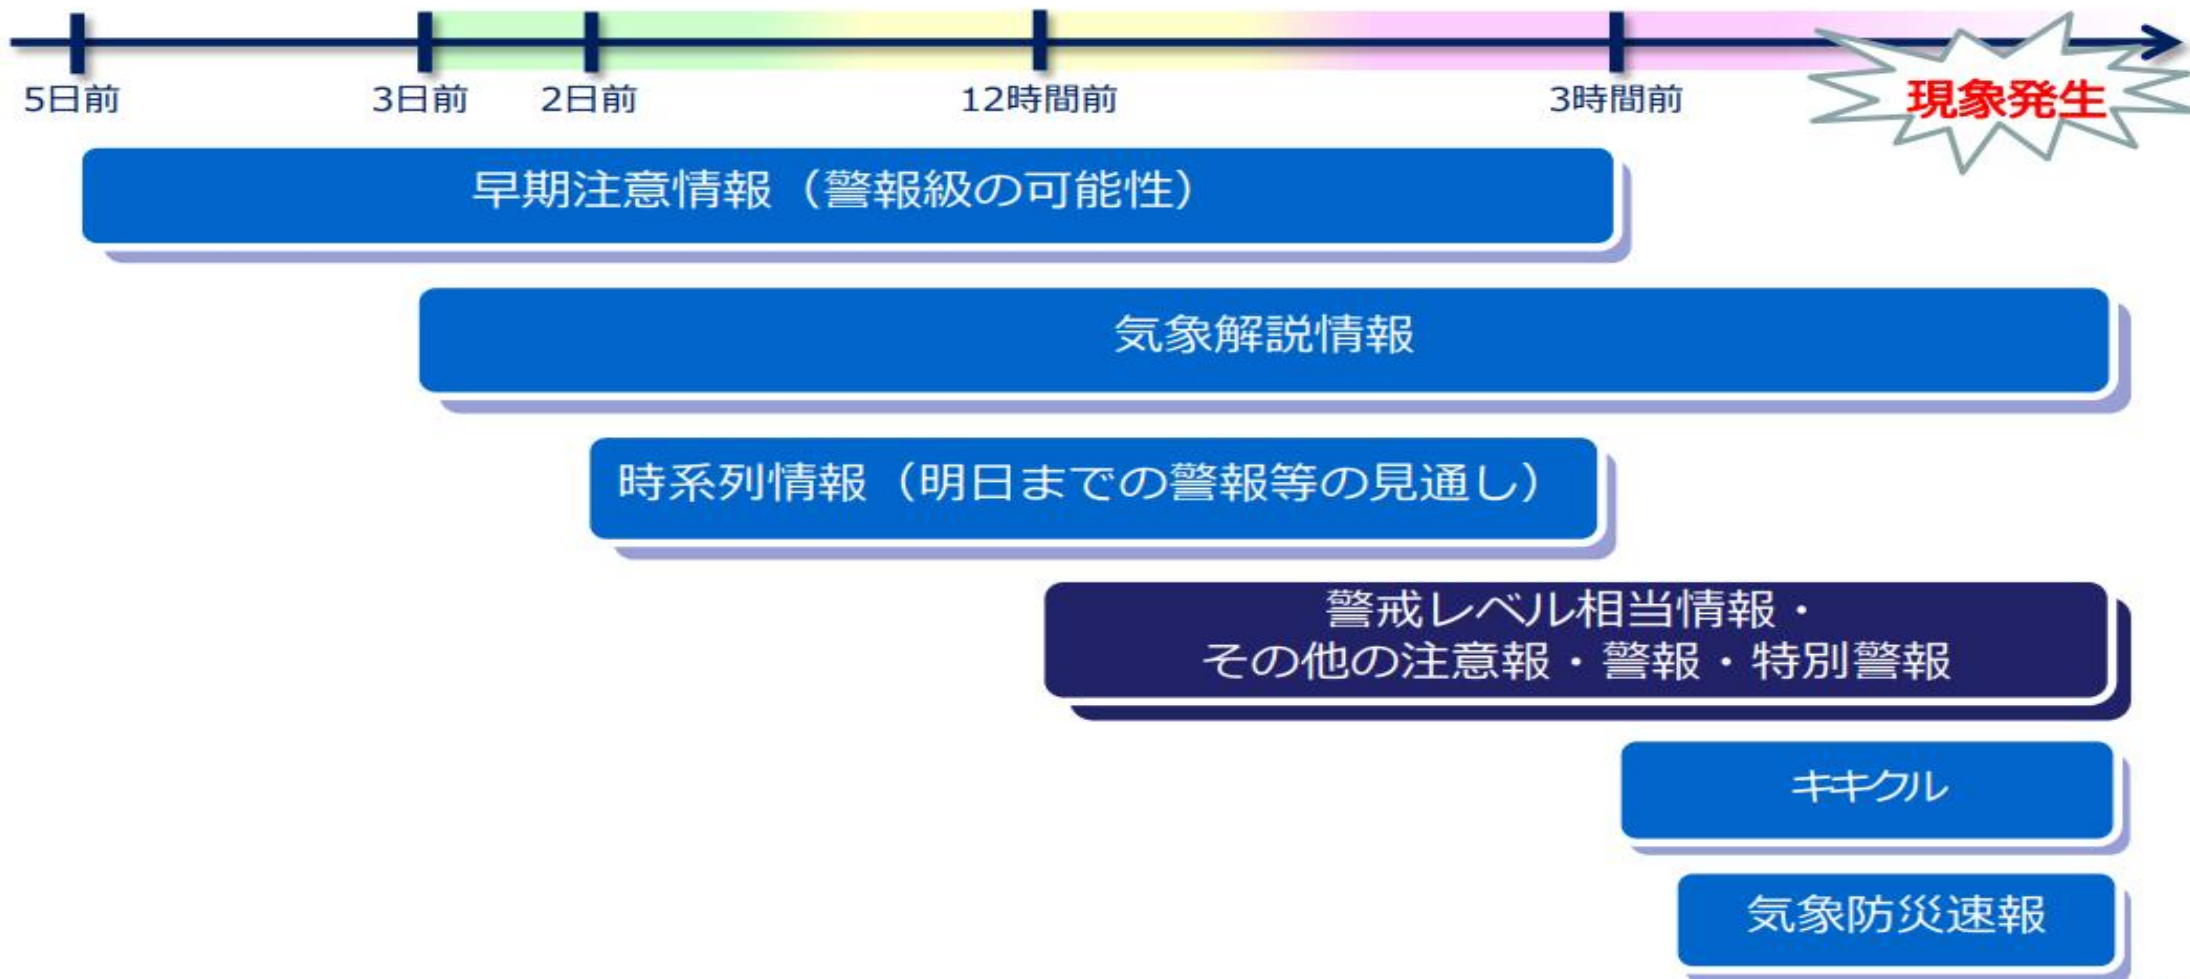 5日前
3日前
2日前
12時間前
3時間前
現象発生
早期注意情報（警報級の可能性）
気象解説情報
時系列情報（明日までの警報等の見通し）
警戒レベル相当情報・
その他の注意報・警報・特別警報
キキクル
気象防災速報